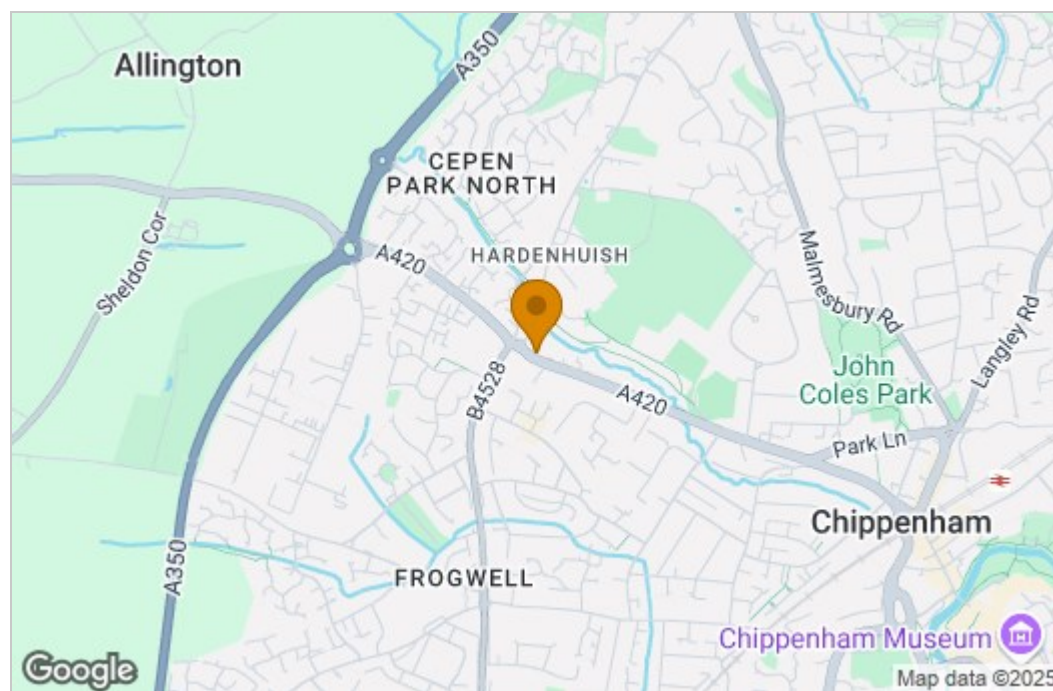 Allington
A350
CEPEN
PARK NORTH
Sheldon Cor
A420
HARDENHUISH
Malmesbury Rd
Langley Rd
B4528
A420
John
Coles Park
Park Ln
Chippenham
A350
FROGWELL
Chippenham Museum
Google
Map data ©2025